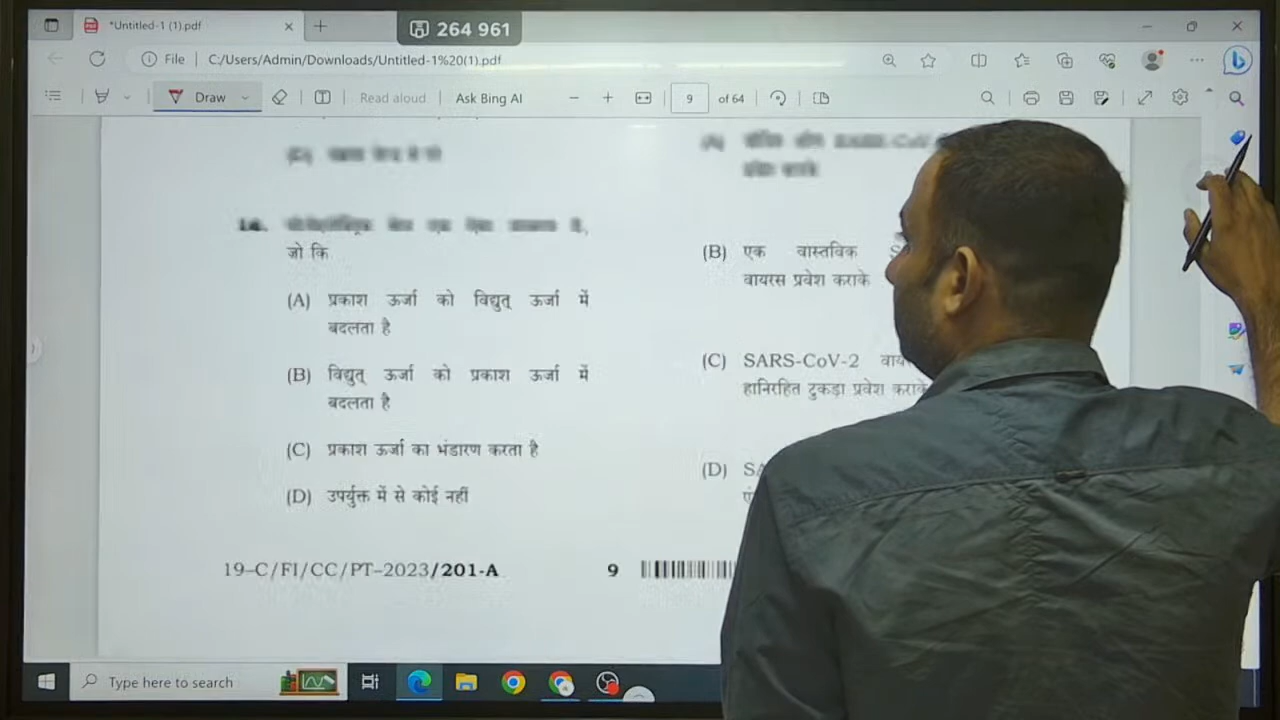 *Untitled-1 (1).pdf
264 961
File
C:/Users/Admin/Downloads/Untitled-1%20(1).pdf
Draw
Read aloud
Ask Bing AI
9
of 64
जो कि
(A) प्रकाश ऊर्जा को विद्युत् ऊर्जा में
बदलता है
(B) विद्युत् ऊर्जा को प्रकाश ऊर्जा में
बदलता है
(C) प्रकाश ऊर्जा का भंडारण करता है
(D) उपर्युक्त में से कोई नहीं
(B) एक वास्तविक
वायरस प्रवेश कराके
(C) SARS-CoV-2
हानिरहित टुकड़ा प्रवेश कराके
(D)
19–C/FI/CC/PT–2023/201-A
9
Type here to search